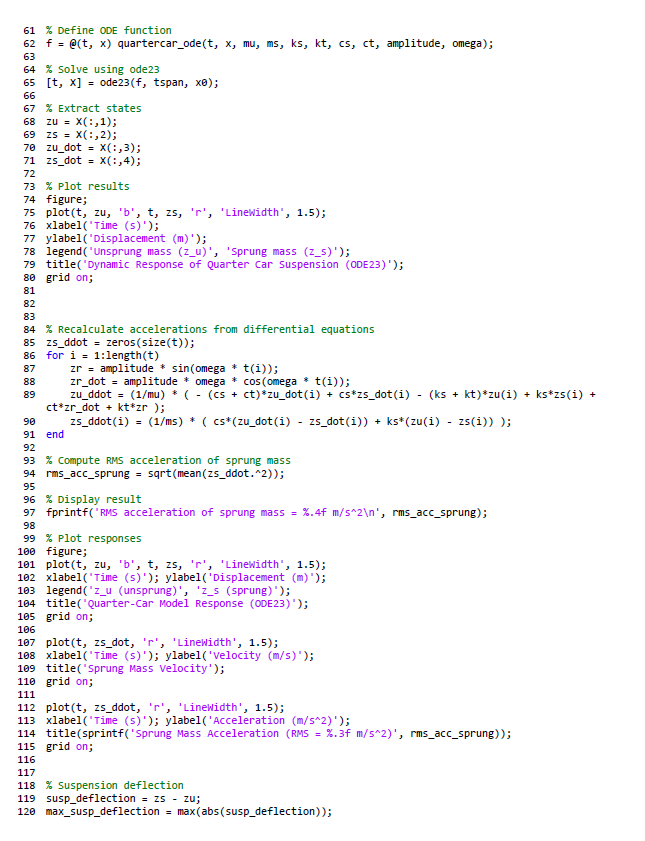 61 % Define ODE function
62 f = @(t, x) quartercar_ode(t, x, mu, ms, ks, kt, cs, ct, amplitude, omega);
63
64 % Solve using ode23
65 [t, X] = ode23(f, tspan, x0);
66
67 % Extract states
68 zu = X(:,1);
69 zs = X(:,2);
70 zu_dot = X(:,3);
71 zs_dot = X(:,4);
72
73 % Plot results
74 figure;
75 plot(t, zu, 'b', t, zs, 'r', 'LineWidth', 1.5);
76 xlabel('Time (s)');
77 ylabel('Displacement (m)');
78 legend('Unsprung mass (z_u)', 'Sprung mass (z_s)');
79 title('Dynamic Response of Quarter Car Suspension (ODE23)');
80 grid on;
81
82
83
84 % Recalculate accelerations from differential equations
85 zs_ddot = zeros(size(t));
86 for i = 1:length(t)
87     zr = amplitude * sin(omega * t(i));
88     zr_dot = amplitude * omega * cos(omega * t(i));
89     zu_ddot = (1/mu) * ( - (cs + ct)*zu_dot(i) + cs*zs_dot(i) - (ks + kt)*zu(i) + ks*zs(i) +
ct*zr_dot + kt*zr );
90     zs_ddot(i) = (1/ms) * ( cs*(zu_dot(i) - zs_dot(i)) + ks*(zu(i) - zs(i)) );
91 end
92
93 % Compute RMS acceleration of sprung mass
94 rms_acc_sprung = sqrt(mean(zs_ddot.^2));
95
96 % Display result
97 fprintf('RMS acceleration of sprung mass = %.4f m/s^2\n', rms_acc_sprung);
98
99 % Plot responses
100 figure;
101 plot(t, zu, 'b', t, zs, 'r', 'LineWidth', 1.5);
102 xlabel('Time (s)'); ylabel('Displacement (m)');
103 legend('z_u (unsprung)', 'z_s (sprung)');
104 title('Quarter-Car Model Response (ODE23)');
105 grid on;
106
107 plot(t, zs_dot, 'r', 'LineWidth', 1.5);
108 xlabel('Time (s)'); ylabel('Velocity (m/s)');
109 title('Sprung Mass Velocity');
110 grid on;
111
112 plot(t, zs_ddot, 'r', 'LineWidth', 1.5);
113 xlabel('Time (s)'); ylabel('Acceleration (m/s^2)');
114 title(sprintf('Sprung Mass Acceleration (RMS = %.3f m/s^2)', rms_acc_sprung));
115 grid on;
116
117
118 % Suspension deflection
119 susp_deflection = zs - zu;
120 max_susp_deflection = max(abs(susp_deflection));